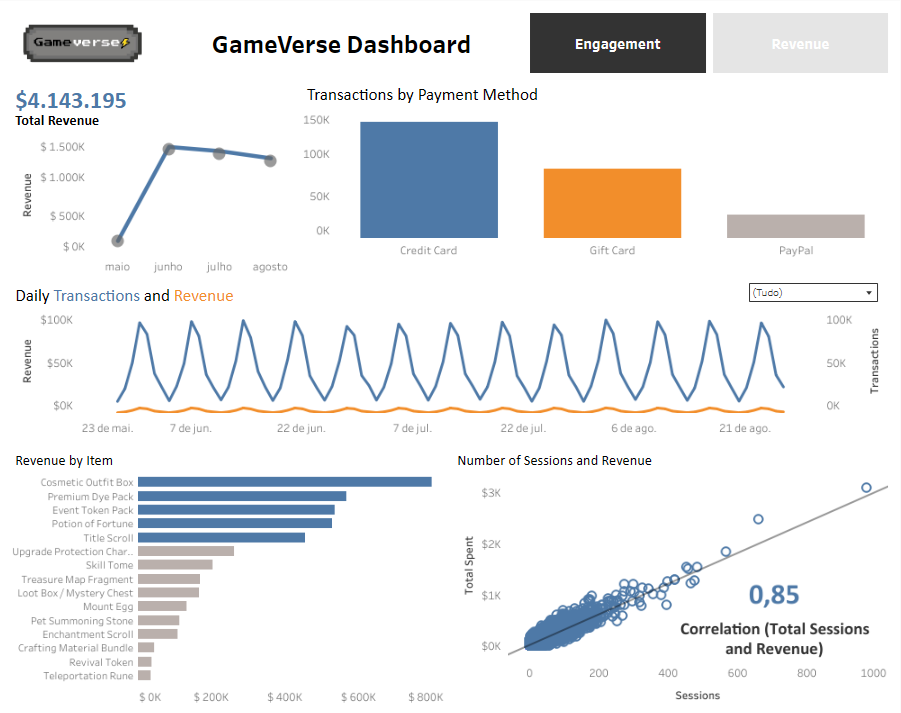 Gameverse
GameVerse Dashboard
Engagement
Revenue
$4.143.195
Total Revenue
$ 1.500K
$ 1.000K
$ 500K
$ 0K
Revenue
maio junho julho agosto
Transactions by Payment Method
150K
100K
50K
0K
Credit Card Gift Card PayPal
Daily Transactions and Revenue
(Tudo)
$100K
$50K
$0K
Revenue
100K
50K
0K
Transactions
23 de mai. 7 de jun. 22 de jun. 7 de jul. 22 de jul. 6 de ago. 21 de ago.
Revenue by Item
Cosmetic Outfit Box
Premium Dye Pack
Event Token Pack
Potion of Fortune
Title Scroll
Upgrade Protection Char..
Skill Tome
Treasure Map Fragment
Loot Box / Mystery Chest
Mount Egg
Pet Summoning Stone
Enchantment Scroll
Crafting Material Bundle
Revival Token
Teleportation Rune
$ 0K $ 200K $ 400K $ 600K $ 800K
Number of Sessions and Revenue
$3K
$2K
$1K
$0K
Total Spent
0,85
Correlation (Total Sessions
and Revenue)
0 200 400 600 800 1000
Sessions